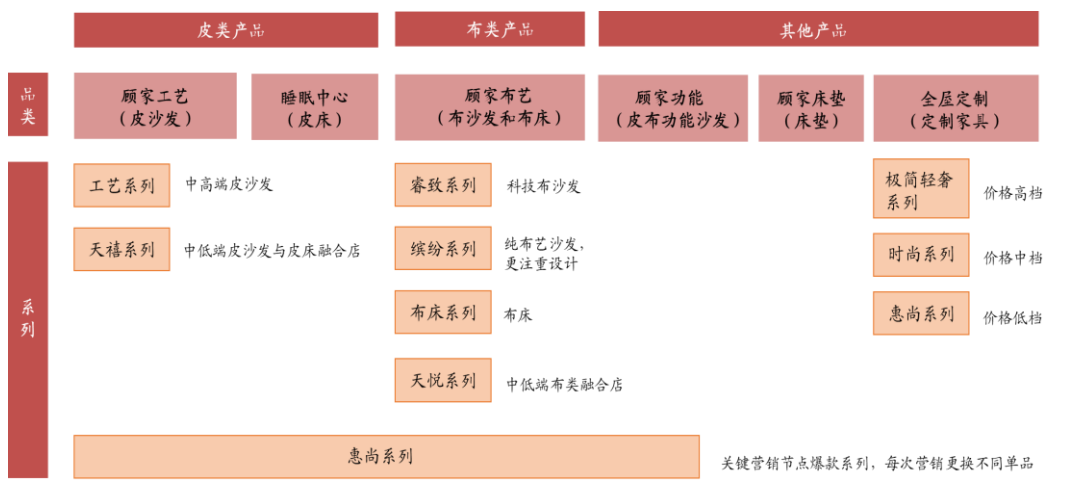 皮类产品
布类产品
其他产品
品
类
顾家工艺
（皮沙发）
睡眠中心
（皮床）
顾家布艺
（布沙发和布床）
顾家功能
（皮布功能沙发）
顾家床垫
（床垫）
全屋定制
（定制家具）
系
列
工艺系列
中高端皮沙发
睿致系列
科技布沙发
极简轻奢
系列
价格高档
天禧系列
中低端皮沙发与皮床融合店
缤纷系列
纯布艺沙发，
更注重设计
时尚系列
价格中档
布床系列
布床
惠尚系列
价格低档
天悦系列
中低端布类融合店
惠尚系列
关键营销节点爆款系列，每次营销更换不同单品